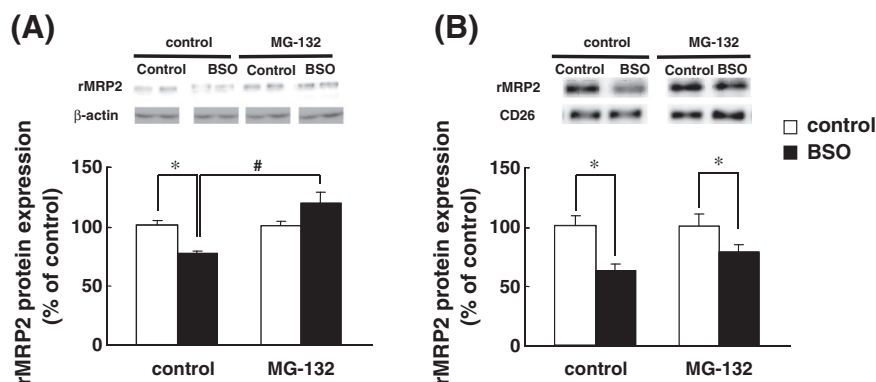 (A)
control MG-132
Control BSO Control BSO
rMRP2
β-actin
rMRP2 protein expression
(% of control)
150
100
50
0
* #
control MG-132
(B)
control MG-132
Control BSO Control BSO
rMRP2
CD26
rMRP2 protein expression
(% of control)
150
100
50
0
* *
control MG-132
control
BSO